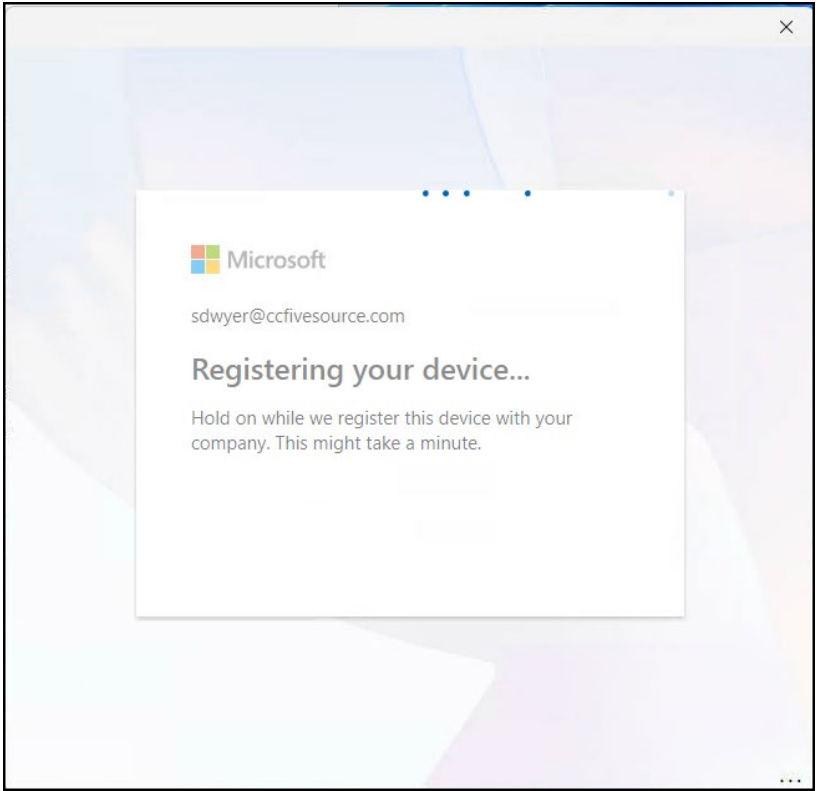 Microsoft
sdwyer@ccfivesource.com
Registering your device...
Hold on while we register this device with your
company. This might take a minute.